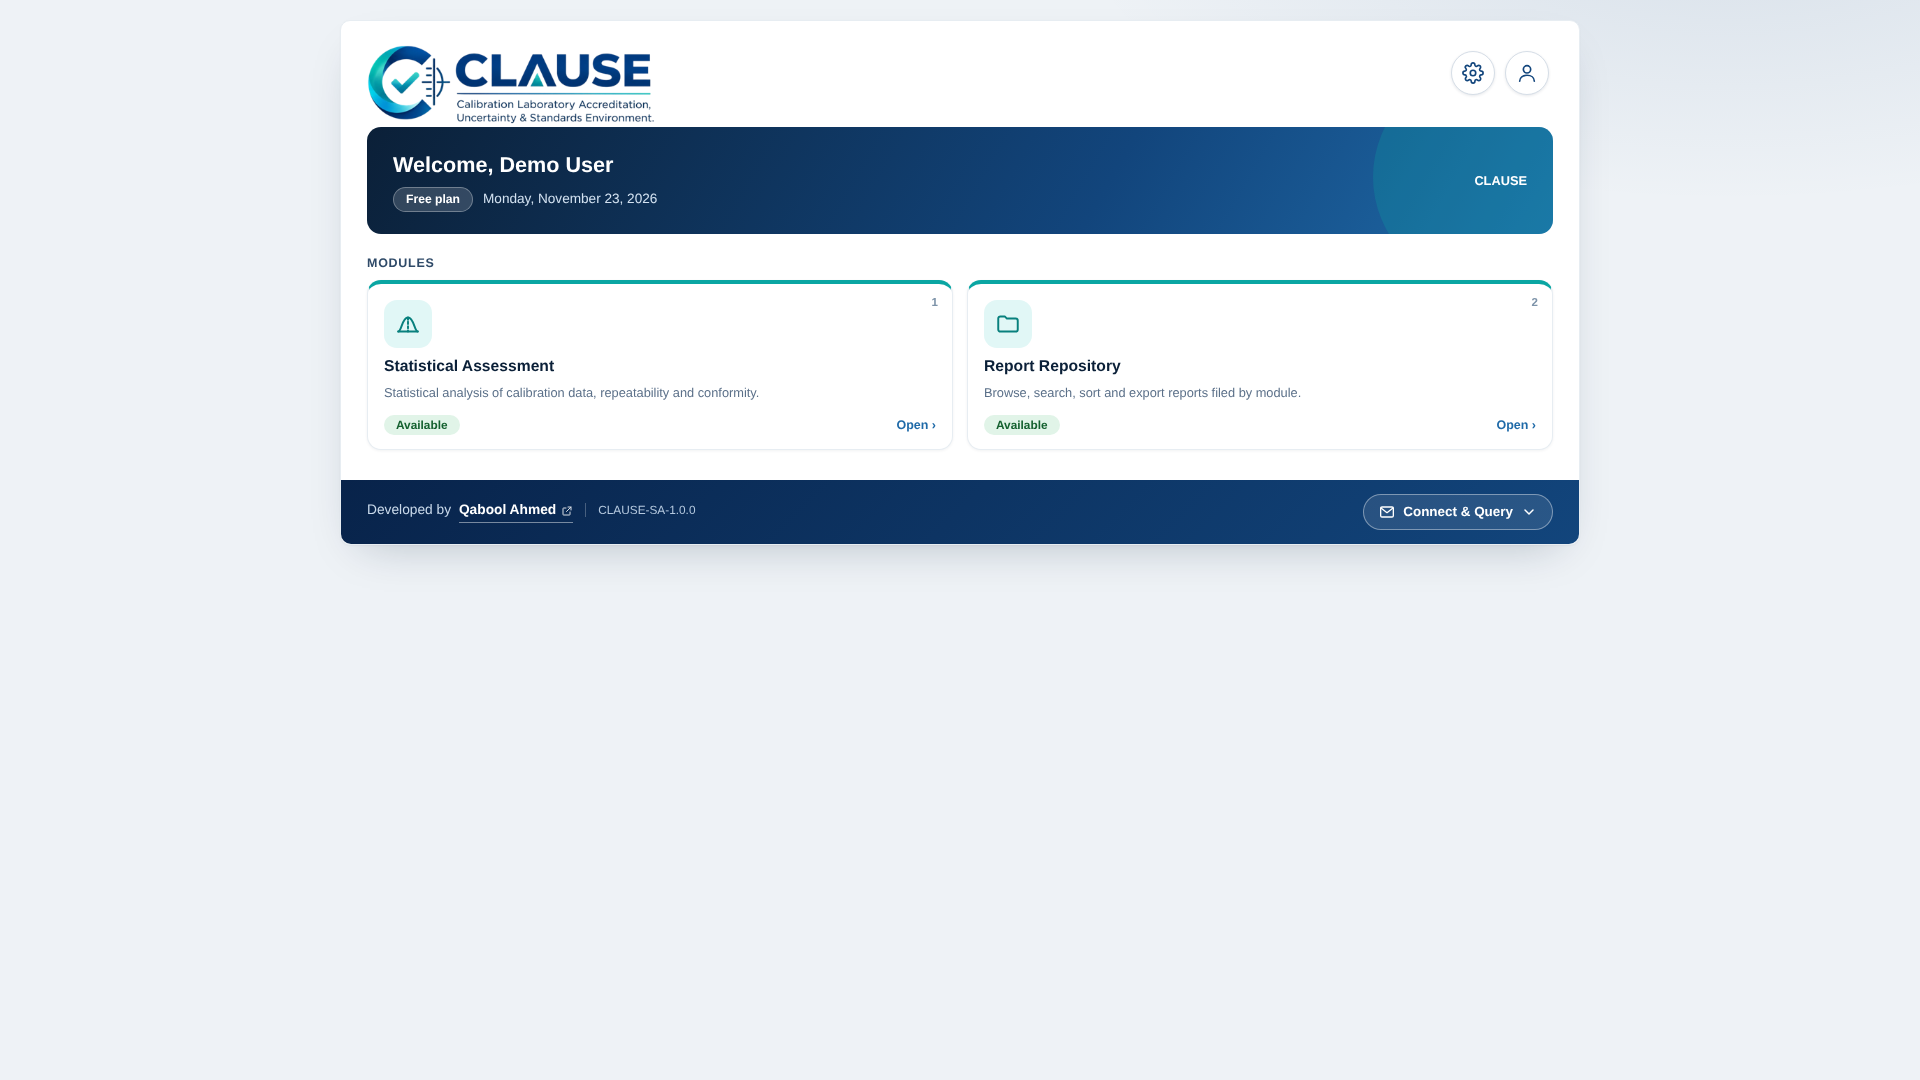 CLAUSE
Calibration Laboratory Accreditation,
Uncertainty & Standards Environment.
Welcome, Demo User
Free plan Monday, November 23, 2026
CLAUSE
MODULES
1
Statistical Assessment
Statistical analysis of calibration data, repeatability and conformity.
Available Open ›
2
Report Repository
Browse, search, sort and export reports filed by module.
Available Open ›
Developed by Qabool Ahmed CLAUSE-SA-1.0.0
Connect & Query